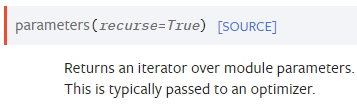 parameters(recurse=True) [SOURCE]
Returns an iterator over module parameters.
This is typically passed to an optimizer.